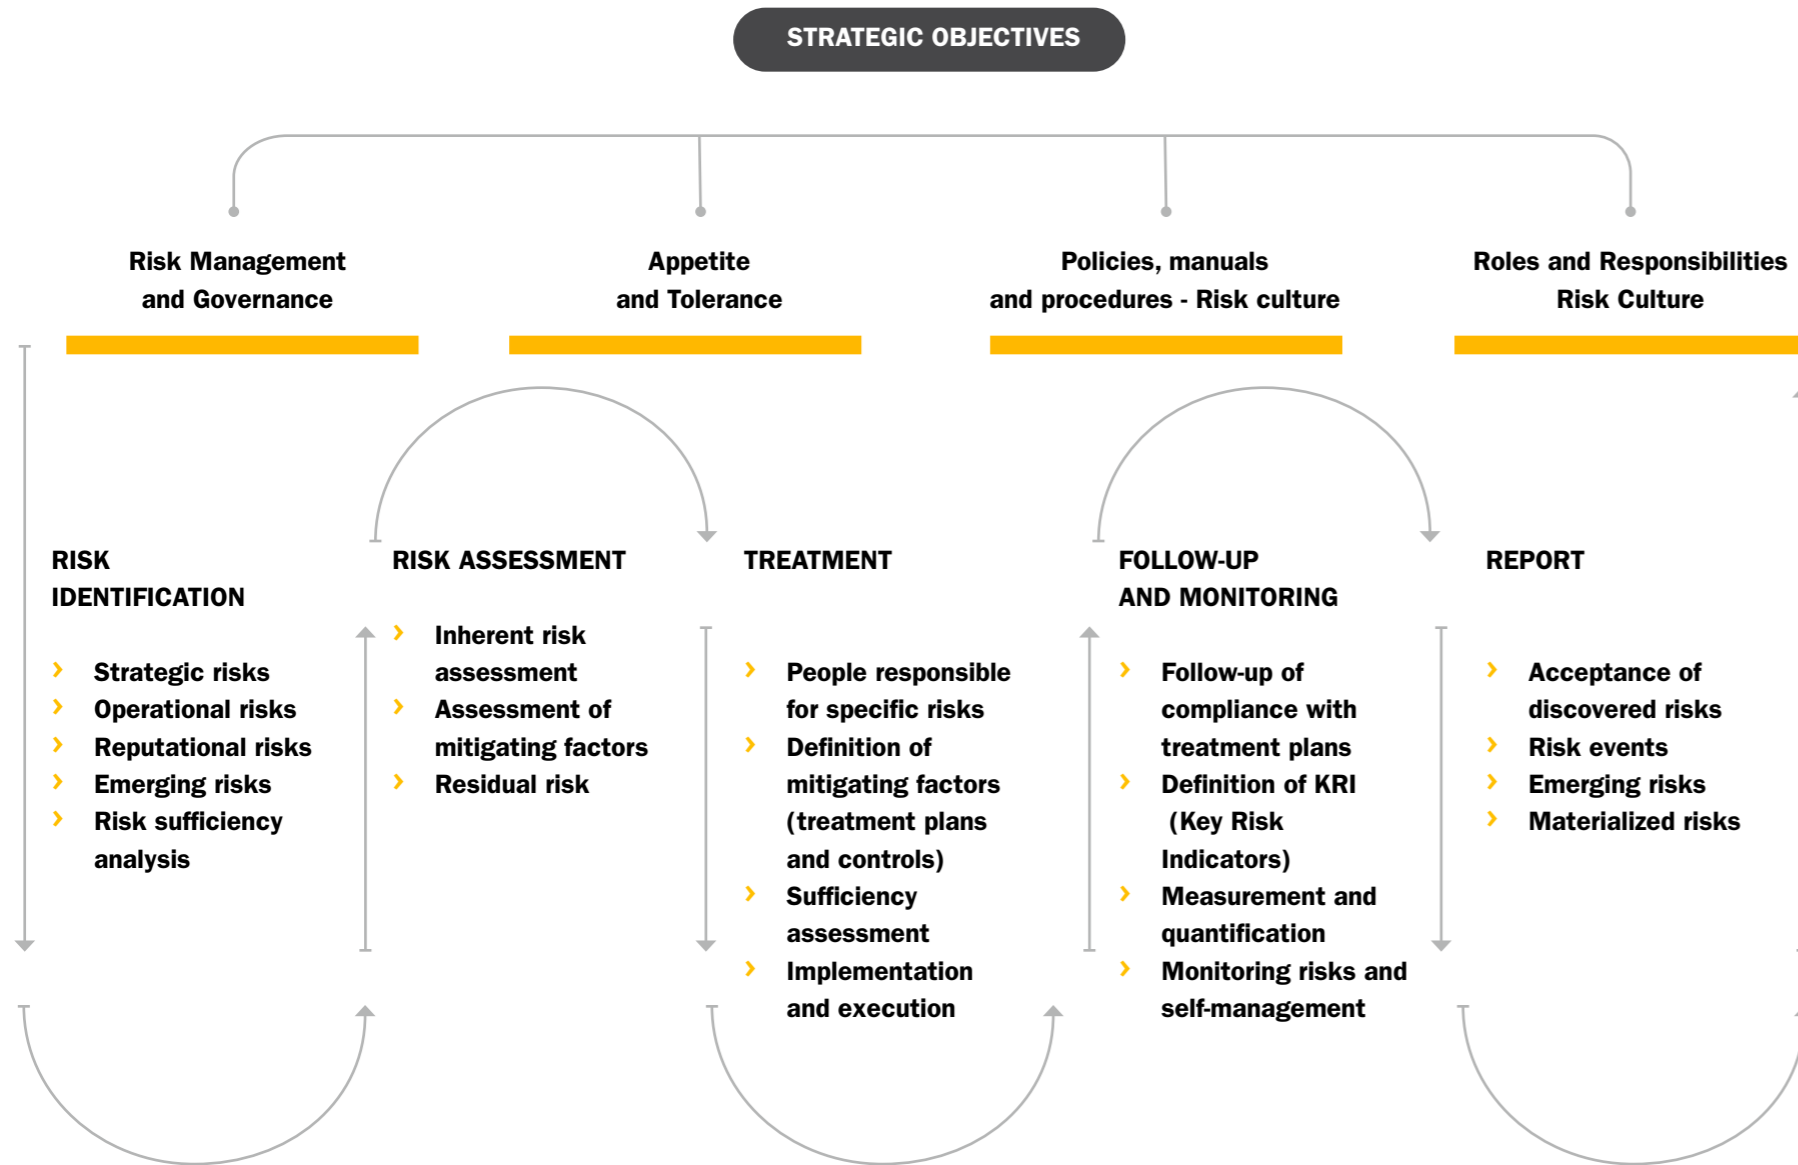 STRATEGIC OBJECTIVES
Risk Management
and Governance
Appetite
and Tolerance
Policies, manuals
and procedures - Risk culture
Roles and Responsibilities
Risk Culture
RISK
IDENTIFICATION
Strategic risks
Operational risks
Reputational risks
Emerging risks
Risk sufficiency
analysis
RISK ASSESSMENT
Inherent risk
assessment
Assessment of
mitigating factors
Residual risk
TREATMENT
People responsible
for specific risks
Definition of
mitigating factors
(treatment plans
and controls)
Sufficiency
assessment
Implementation
and execution
FOLLOW-UP
AND MONITORING
Follow-up of
compliance with
treatment plans
Definition of KRI
(Key Risk
Indicators)
Measurement and
quantification
Monitoring risks and
self-management
REPORT
Acceptance of
discovered risks
Risk events
Emerging risks
Materialized risks